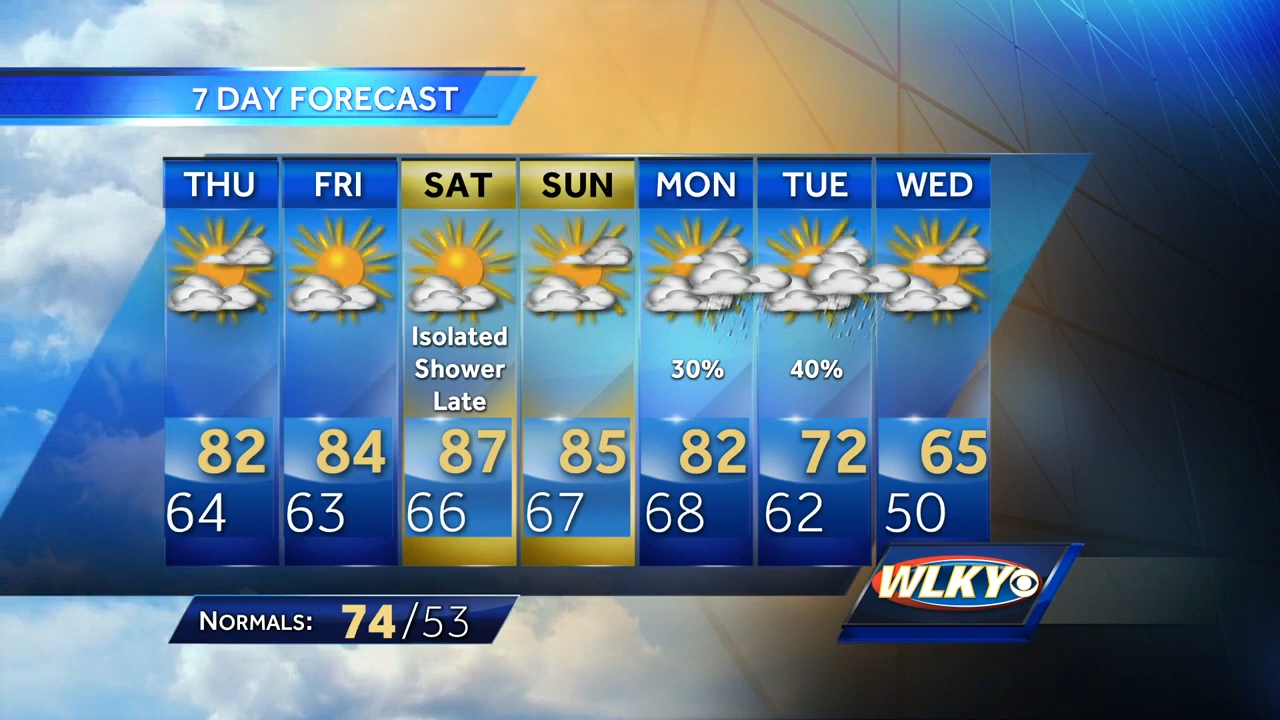 7 DAY FORECAST
THU FRI SAT SUN MON TUE WED
Isolated
Shower
Late
30% 40%
82 84 87 85 82 72 65
64 63 66 67 68 62 50
NORMALS: 74/53
WLKY